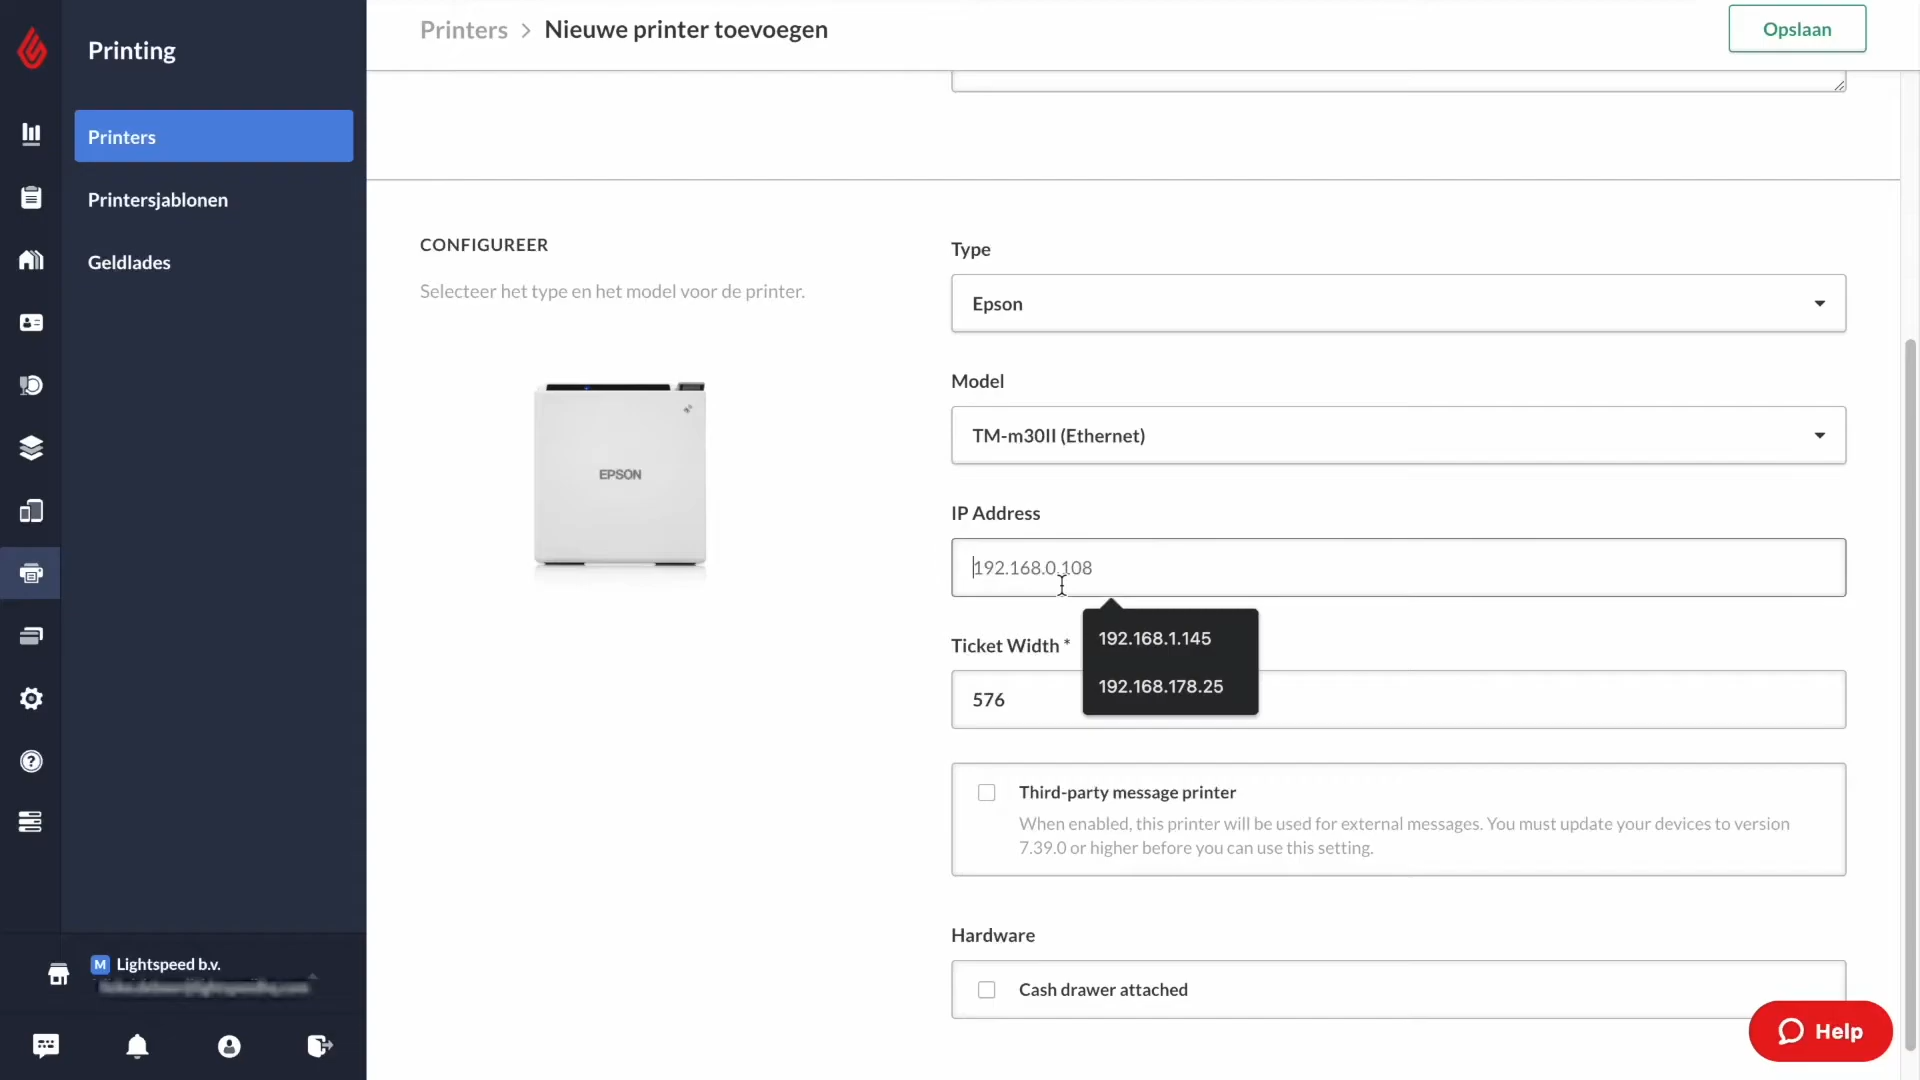 Printing
Printers
Printersjablonen
Geldlades
M Lightspeed b.v.
Printers > Nieuwe printer toevoegen
Opslaan
CONFIGUREER
Selecteer het type en het model voor de printer.
EPSON
Type
Epson
Model
TM-m30II (Ethernet)
IP Address
192.168.0.108
192.168.1.145
192.168.178.25
Ticket Width *
576
Third-party message printer
When enabled, this printer will be used for external messages. You must update your devices to version
7.39.0 or higher before you can use this setting.
Hardware
Cash drawer attached
Help